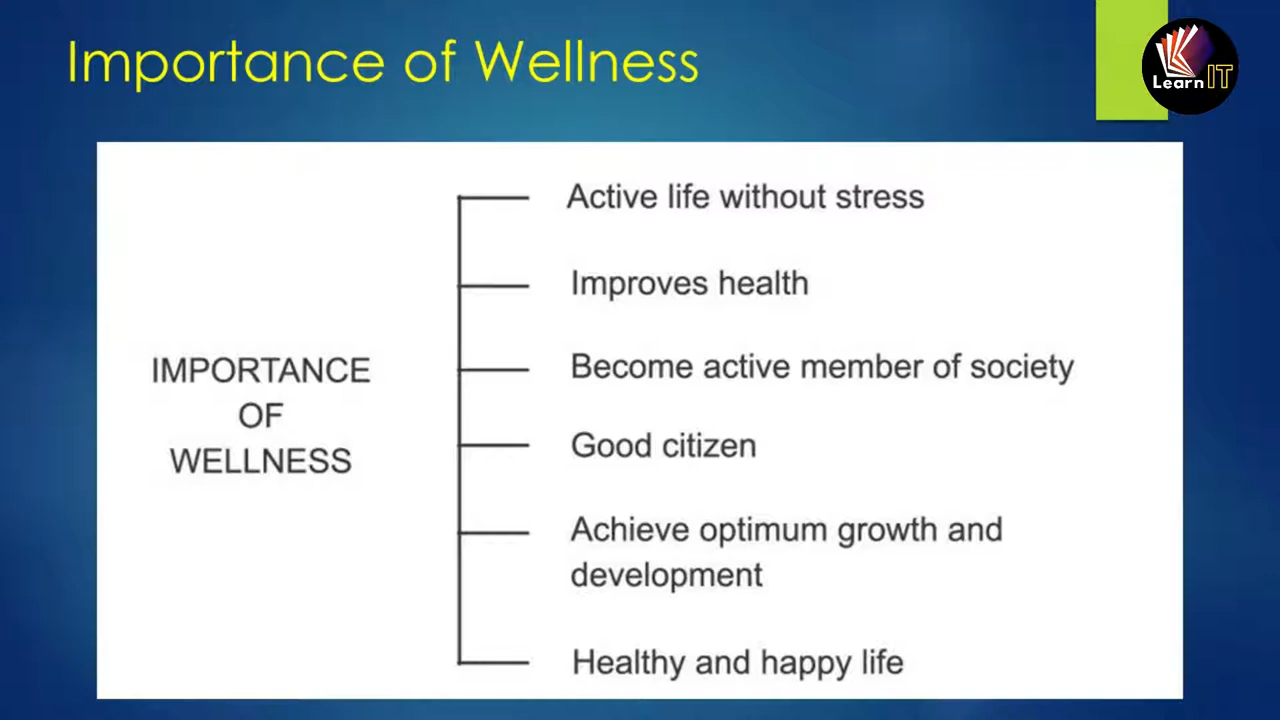 Importance of Wellness
Learn IT
IMPORTANCE
OF
WELLNESS
Active life without stress
Improves health
Become active member of society
Good citizen
Achieve optimum growth and
development
Healthy and happy life